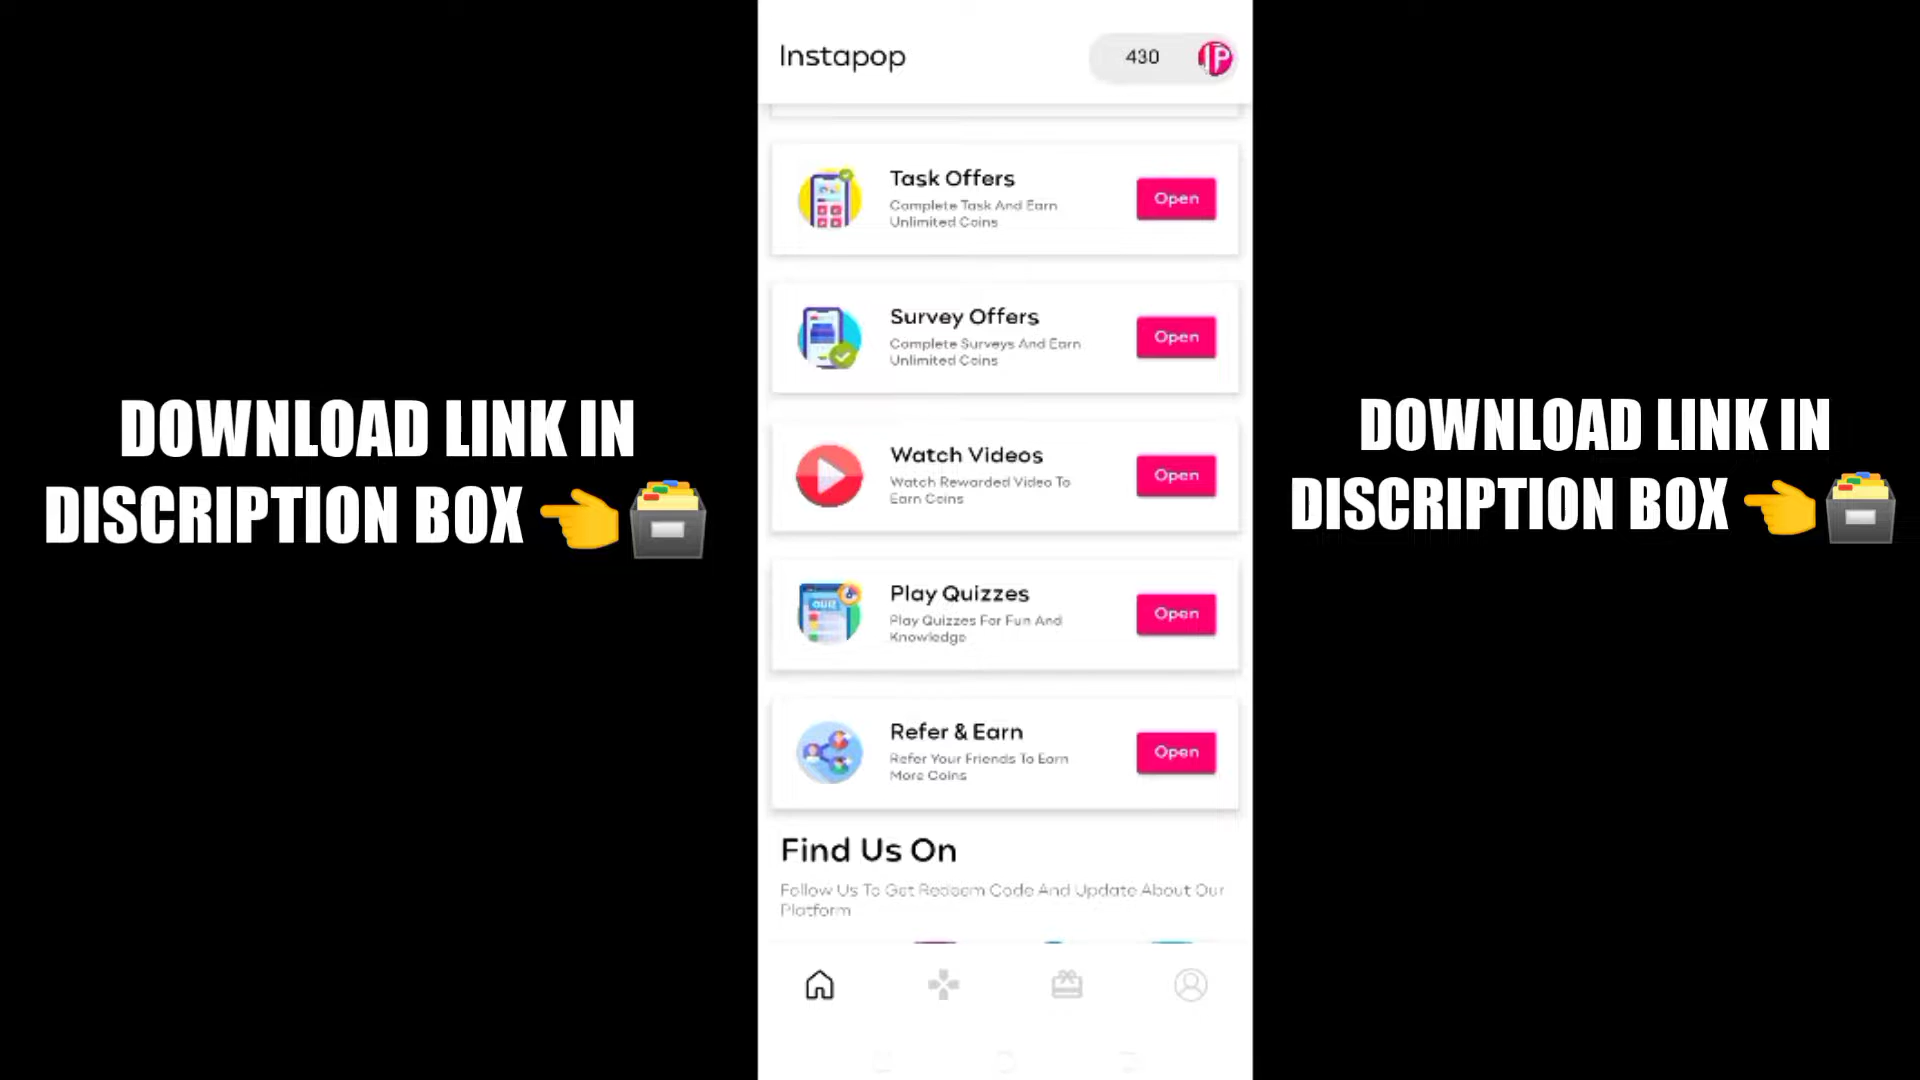 DOWNLOAD LINK IN
DISCRIPTION BOX
Instapop
430
IP
Task Offers
Complete Task And Earn
Unlimited Coins
Open
Survey Offers
Complete Surveys And Earn
Unlimited Coins
Open
Watch Videos
Watch Rewarded Video To
Earn Coins
Open
QUIZ
Play Quizzes
Play Quizzes For Fun And
Knowledge
Open
Refer & Earn
Refer Your Friends To Earn
More Coins
Open
Find Us On
Follow Us To Get Redeem Code And Update About Our
Platform
DOWNLOAD LINK IN
DISCRIPTION BOX